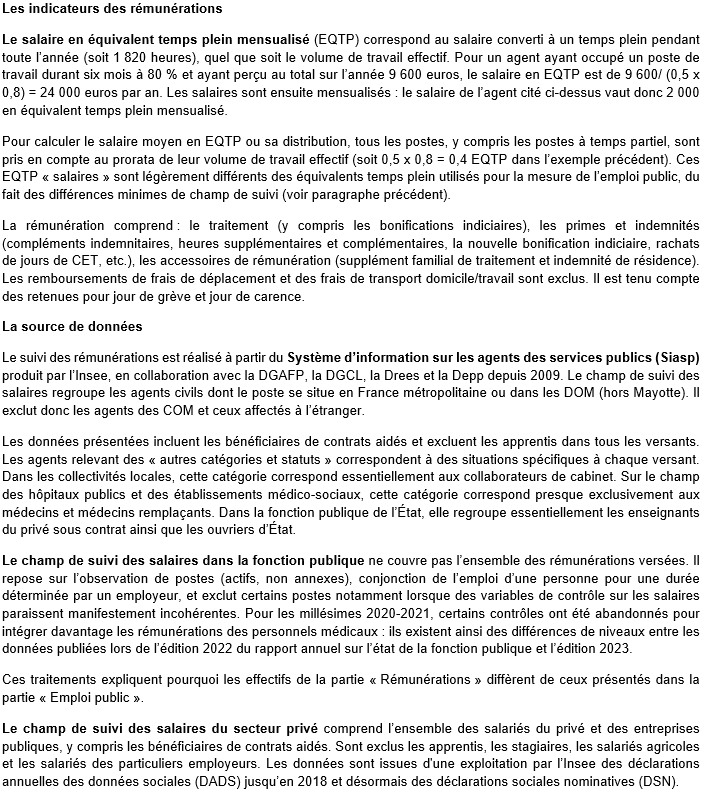 Les indicateurs des rémunérations
Le salaire en équivalent temps plein mensualisé (EQTP) correspond au salaire converti à un temps plein pendant
toute l'année (soit 1 820 heures), quel que soit le volume de travail effectif. Pour un agent ayant occupé un poste de
travail durant six mois à 80 % et ayant perçu au total sur l'année 9 600 euros, le salaire en EQTP est de 9 600/ (0,5 x
0,8) = 24 000 euros par an. Les salaires sont ensuite mensualisés : le salaire de l'agent cité ci-dessus vaut donc 2 000
en équivalent temps plein mensualisé.
Pour calculer le salaire moyen en EQTP ou sa distribution, tous les postes, y compris les postes à temps partiel, sont
pris en compte au prorata de leur volume de travail effectif (soit 0,5 x 0,8 = 0,4 EQTP dans l'exemple précédent). Ces
EQTP « salaires » sont légèrement différents des équivalents temps plein utilisés pour la mesure de l'emploi public, du
fait des différences minimes de champ de suivi (voir paragraphe précédent).
La rémunération comprend : le traitement (y compris les bonifications indiciaires), les primes et indemnités
(compléments indemnitaires, heures supplémentaires et complémentaires, la nouvelle bonification indiciaire, rachats
de jours de CET, etc.), les accessoires de rémunération (supplément familial de traitement et indemnité de résidence).
Les remboursements de frais de déplacement et des frais de transport domicile/travail sont exclus. Il est tenu compte
des retenues pour jour de grève et jour de carence.
La source de données
Le suivi des rémunérations est réalisé à partir du Système d'information sur les agents des services publics (Siasp)
produit par l'Insee, en collaboration avec la DGAFP, la DGCL, la Drees et la Depp depuis 2009. Le champ de suivi des
salaires regroupe les agents civils dont le poste se situe en France métropolitaine ou dans les DOM (hors Mayotte). Il
exclut donc les agents des COM et ceux affectés à l'étranger.
Les données présentées incluent les bénéficiaires de contrats aidés et excluent les apprentis dans tous les versants.
Les agents relevant des « autres catégories et statuts » correspondent à des situations spécifiques à chaque versant.
Dans les collectivités locales, cette catégorie correspond essentiellement aux collaborateurs de cabinet. Sur le champ
des hôpitaux publics et des établissements médico-sociaux, cette catégorie correspond presque exclusivement aux
médecins et médecins remplaçants. Dans la fonction publique de l'État, elle regroupe essentiellement les enseignants
du privé sous contrat ainsi que les ouvriers d'État.
Le champ de suivi des salaires dans la fonction publique ne couvre pas l'ensemble des rémunérations versées. Il
repose sur l'observation de postes (actifs, non annexes), conjonction de l'emploi d'une personne pour une durée
déterminée par un employeur, et exclut certains postes notamment lorsque des variables de contrôle sur les salaires
paraissent manifestement incohérentes. Pour les millésimes 2020-2021, certains contrôles ont été abandonnés pour
intégrer davantage les rémunérations des personnels médicaux : ils existent ainsi des différences de niveaux entre les
données publiées lors de l'édition 2022 du rapport annuel sur l'état de la fonction publique et l'édition 2023.
Ces traitements expliquent pourquoi les effectifs de la partie « Rémunérations » diffèrent de ceux présentés dans la
partie « Emploi public ».
Le champ de suivi des salaires du secteur privé comprend l'ensemble des salariés du privé et des entreprises
publiques, y compris les bénéficiaires de contrats aidés. Sont exclus les apprentis, les stagiaires, les salariés agricoles
et les salariés des particuliers employeurs. Les données sont issues d'une exploitation par l'Insee des déclarations
annuelles des données sociales (DADS) jusqu'en 2018 et désormais des déclarations sociales nominatives (DSN).